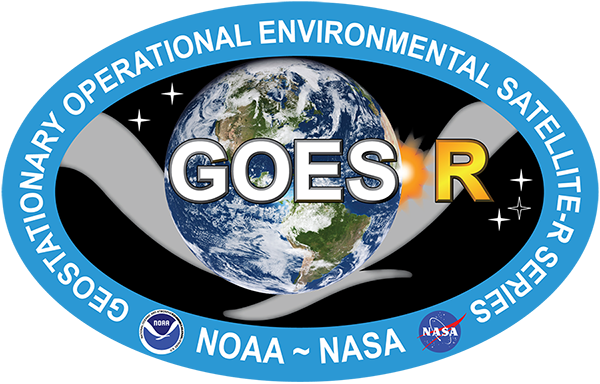 GEOSTATIONARY OPERATIONAL ENVIRONMENTAL SATELLITE-R SERIES
GOES R
NOAA ~ NASA
NOAA
NASA